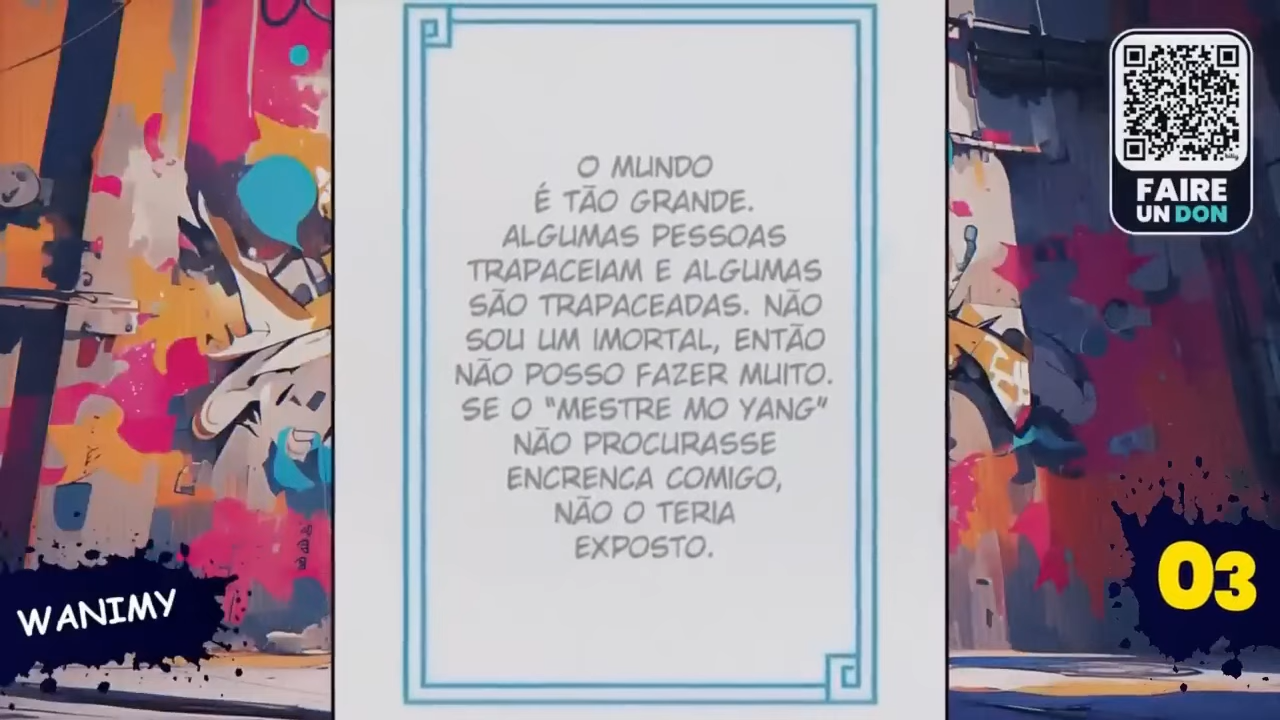 O MUNDO
É TÃO GRANDE.
ALGUMAS PESSOAS
TRAPACEIAM E ALGUMAS
SÃO TRAPACEADAS. NÃO
SOU UM IMORTAL, ENTÃO
NÃO POSSO FAZER MUITO.
SE O "MESTRE MO YANG"
NÃO PROCURASSE
ENCRENCA COMIGO,
NÃO O TERIA
EXPOSTO.
FAIRE
UN DON
WANIMY
03